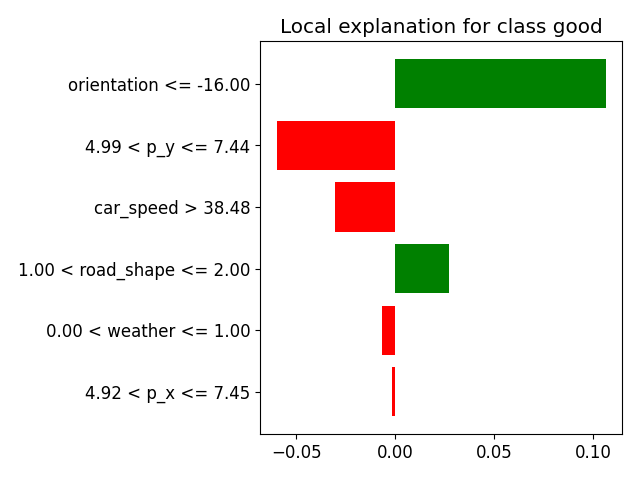 Local explanation for class good
orientation <= -16.00
4.99 < p_y <= 7.44
car_speed > 38.48
1.00 < road_shape <= 2.00
0.00 < weather <= 1.00
4.92 < p_x <= 7.45
−0.05 0.00 0.05 0.10